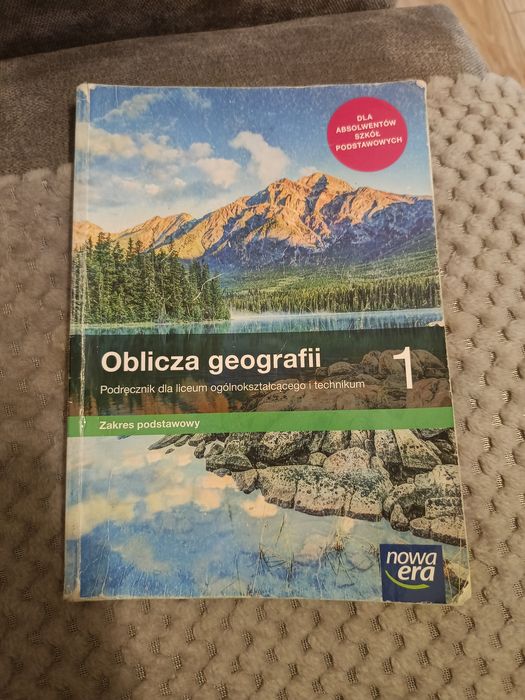 DLA
ABSOLWENTÓW
SZKÓŁ
PODSTAWOWYCH
Oblicza geografii 1
Podręcznik dla liceum ogólnokształcącego i technikum
Zakres podstawowy
nowa
era